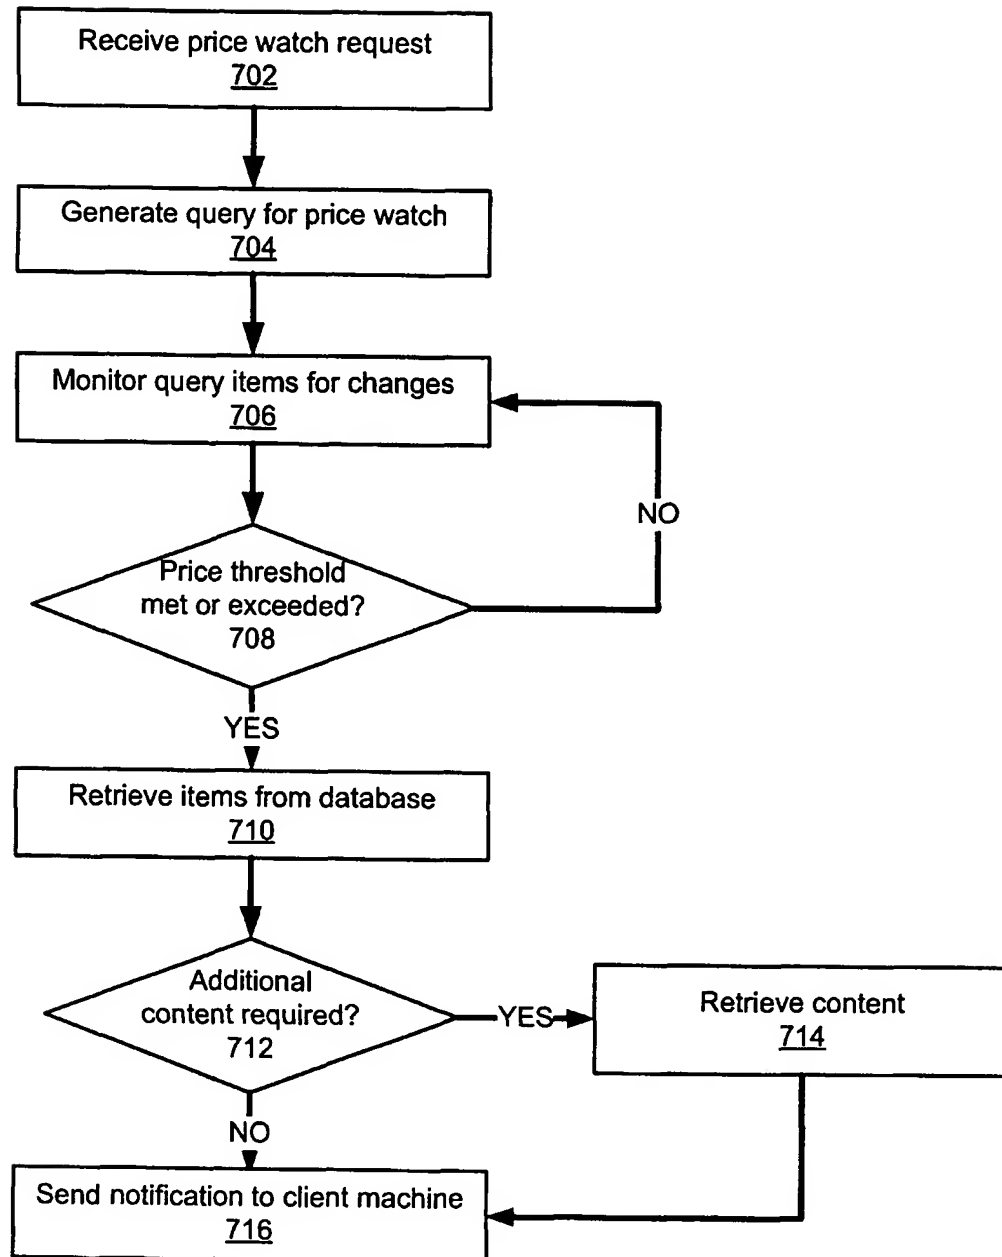 Receive price watch request
702
Generate query for price watch
704
Monitor query items for changes
706
NO
Price threshold
met or exceeded?
708
YES
Retrieve items from database
710
Additional
content required?
712
YES
Retrieve content
714
NO
Send notification to client machine
716